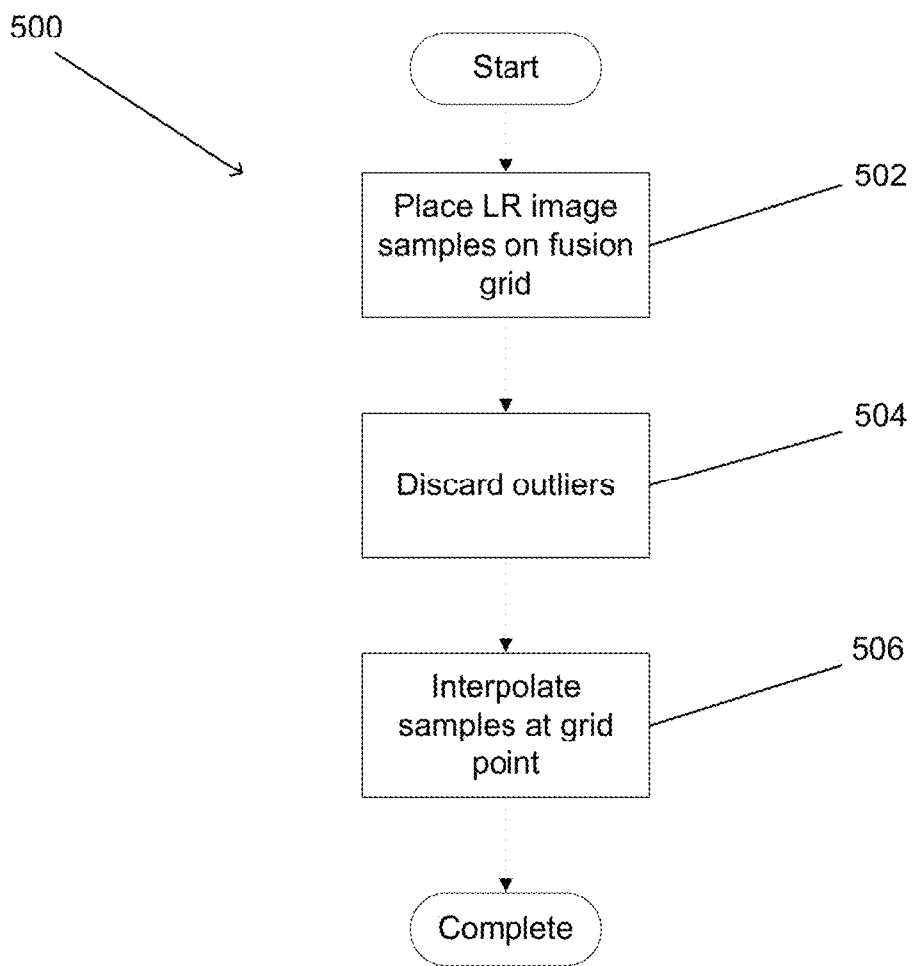 500
Start
502
Place LR image
samples on fusion
grid
504
Discard outliers
506
Interpolate
samples at grid
point
Complete